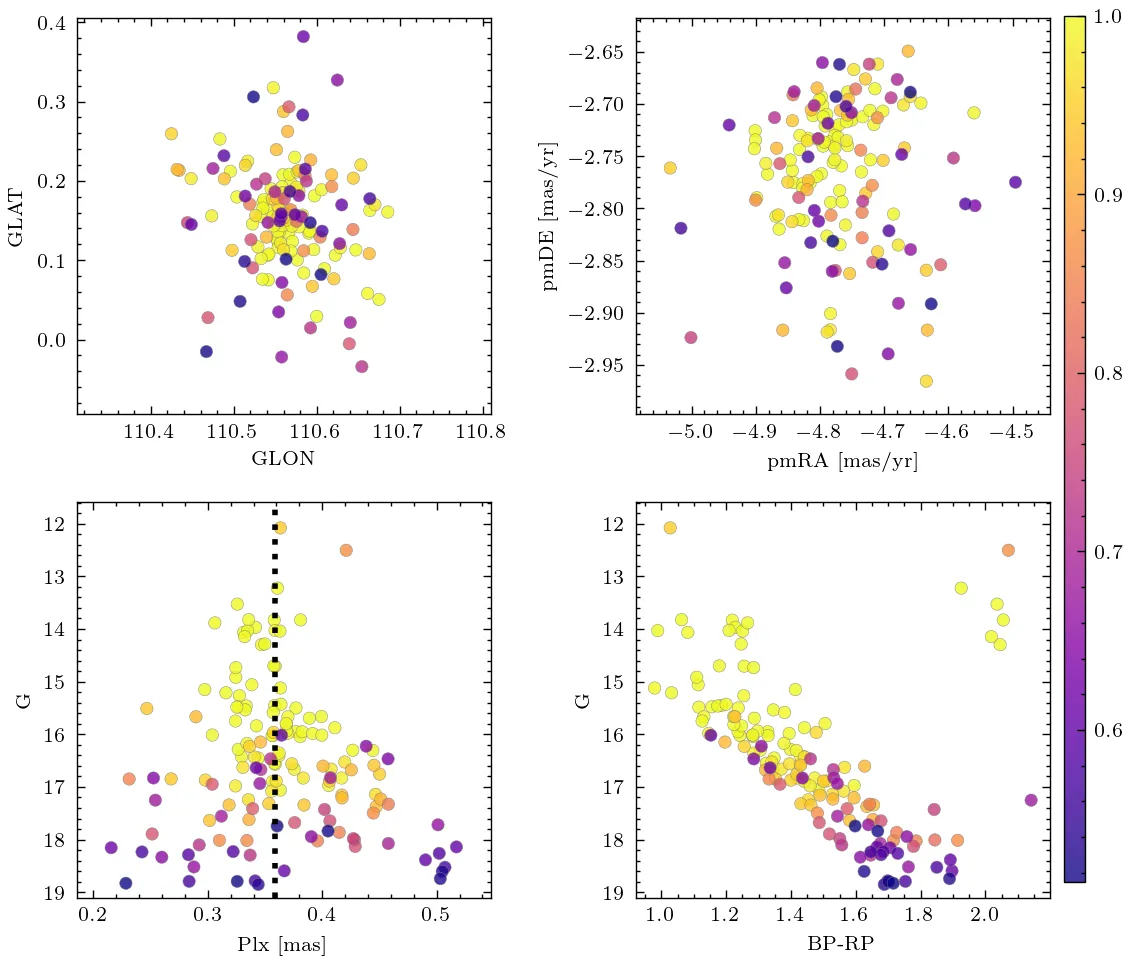 0.4
0.3
0.2
0.1
0.0
GLAT
110.4 110.5 110.6 110.7 110.8
GLON
−2.65
−2.70
−2.75
−2.80
−2.85
−2.90
−2.95
pmDE [mas/yr]
−5.0 −4.9 −4.8 −4.7 −4.6 −4.5
pmRA [mas/yr]
1.0
0.9
0.8
0.7
0.6
12
13
14
15
16
17
18
19
G
0.2 0.3 0.4 0.5
Plx [mas]
12
13
14
15
16
17
18
19
G
1.0 1.2 1.4 1.6 1.8 2.0
BP-RP